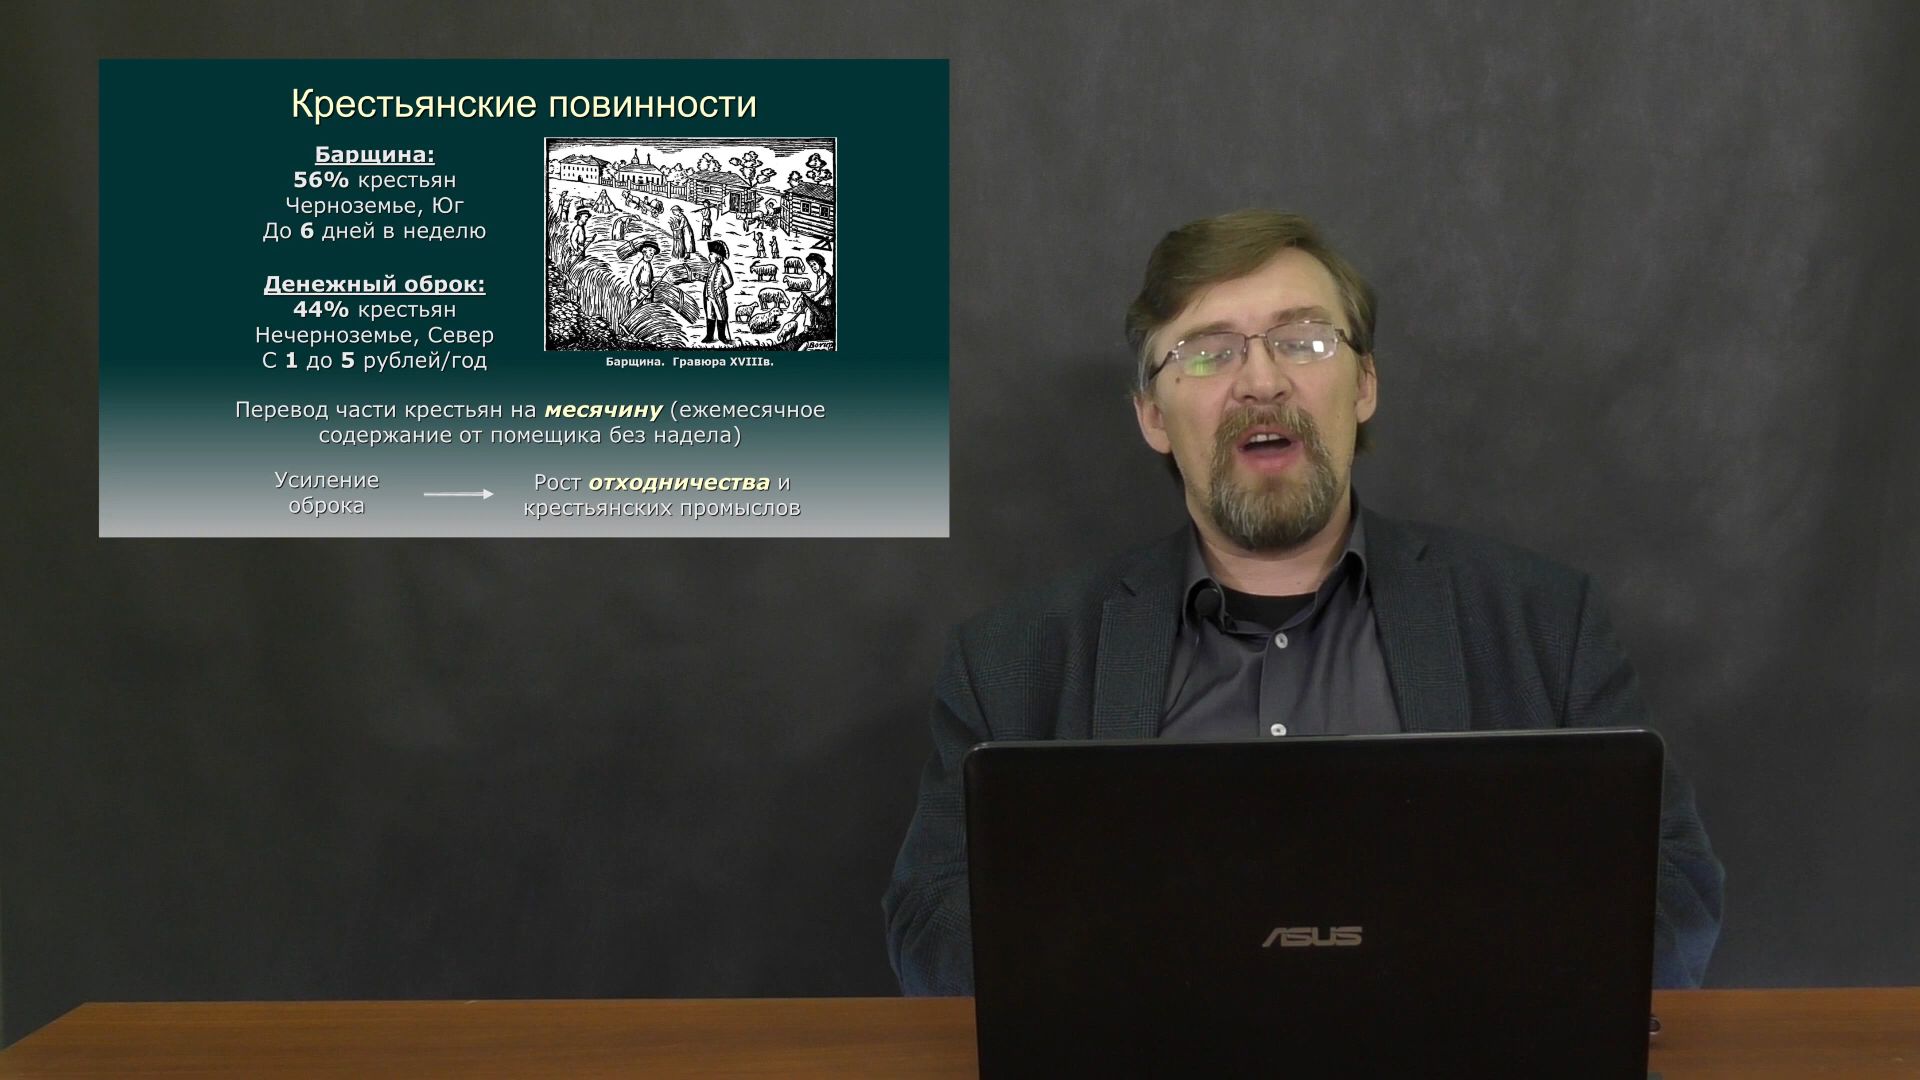 Крестьянские повинности
Барщина:
56% крестьян
Черноземье, Юг
До 6 дней в неделю
Денежный оброк:
44% крестьян
Нечерноземье, Север
С 1 до 5 рублей/год
Барщина. Гравюра XVIIIв.
Перевод части крестьян на месячину (ежемесячное
содержание от помещика без надела)
Усиление
оброка
Рост отходничества и
крестьянских промыслов
ASUS